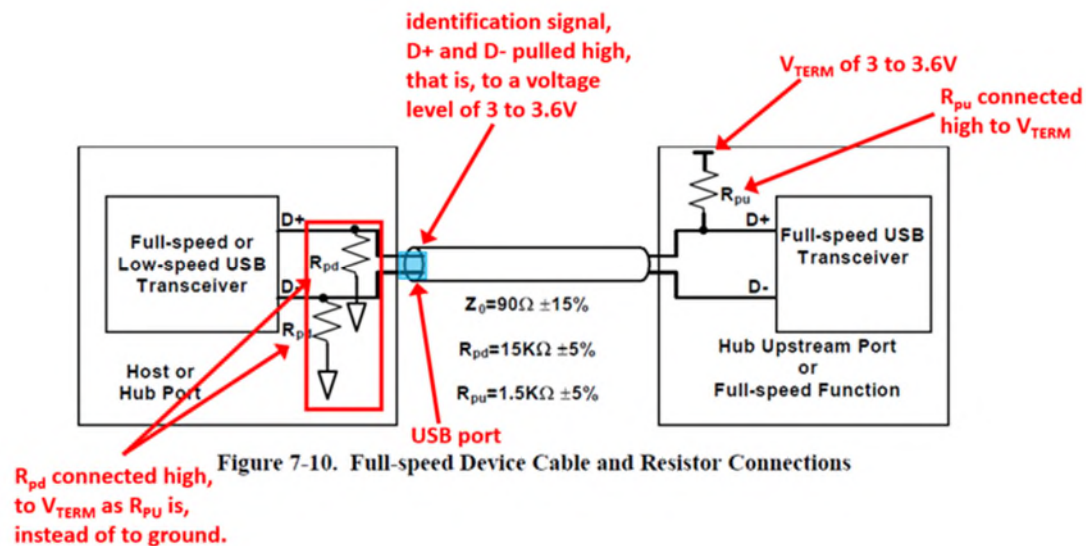 identification signal,
D+ and D- pulled high,
that is, to a voltage
level of 3 to 3.6V
VTERM of 3 to 3.6V
Rpu connected
high to VTERM
D+
Full-speed or
Low-speed USB
Transceiver
Rpd
D-
Rpd
Host or
Hub Port
Z0=90Ω ±15%
Rpd=15KΩ ±5%
Rpu=1.5KΩ ±5%
Rpu
D+
Full-speed USB
Transceiver
D-
Hub Upstream Port
or
Full-speed Function
USB port
Figure 7-10. Full-speed Device Cable and Resistor Connections
Rpd connected high,
to VTERM as RPU is,
instead of to ground.